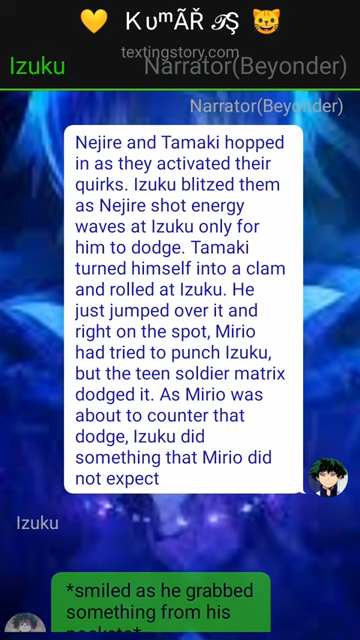 💛 KυᵐÃŘ 𝒯Ş 😺
textingstory.com
Izuku Narrator(Beyonder)
Narrator(Beyonder)
Nejire and Tamaki hopped
in as they activated their
quirks. Izuku blitzed them
as Nejire shot energy
waves at Izuku only for
him to dodge. Tamaki
turned himself into a clam
and rolled at Izuku. He
just jumped over it and
right on the spot, Mirio
had tried to punch Izuku,
but the teen soldier matrix
dodged it. As Mirio was
about to counter that
dodge, Izuku did
something that Mirio did
not expect
Izuku
*smiled as he grabbed
something from his
pockets*